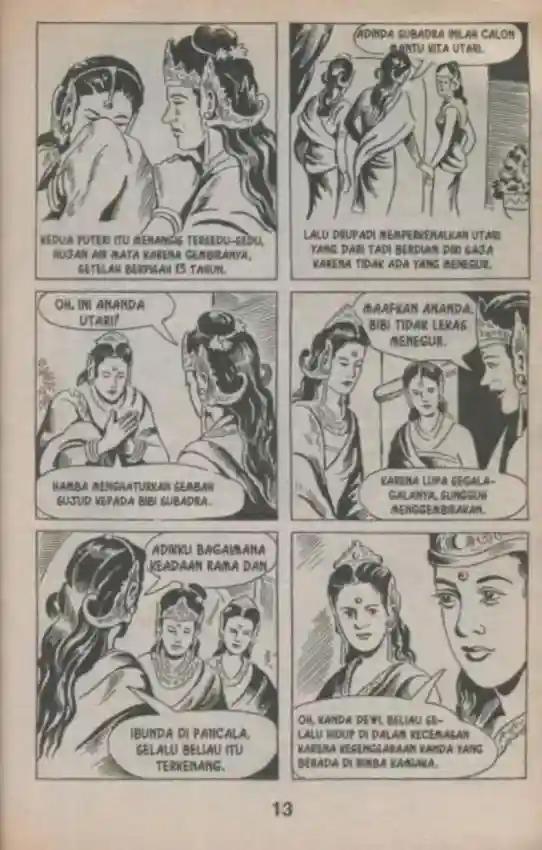 KEDUA PUTERI ITU MENANGIS TERSEDU-SEDU,
HUJAN AIR MATA KARENA GEMBIRANYA,
SETELAH BERPISAH 13 TAHUN.
ADINDA SUBADRA INILAH CALON
MANTU KITA UTARI.
LALU DRUPADI MEMPERKENALKAN UTARI
YANG DARI TADI BERDIAM DIRI SAJA
KARENA TIDAK ADA YANG MENEGUR.
OH, INI ANANDA
UTARI?
HAMBA MENGHATURKAN SEMBAH
SUJUD KEPADA BIBI SUBADRA.
MAAFKAN ANANDA,
BIBI TIDAK LEKAS
MENEGUR.
KARENA LUPA SEGALA-
GALANYA, SUNGGUH
MENGGEMBIRAKAN.
ADIKKU BAGAIMANA
KEADAAN RAMA DAN
IBUNDA DI PANCALA,
SELALU BELIAU ITU
TERKENANG.
OH, KANDA DEWI, BELIAU SE-
LALU HIDUP DI DALAM KECEMASAN
KARENA KESENGSARAAN KANDA YANG
BERADA DI RIMBA KAMIAKA.
13